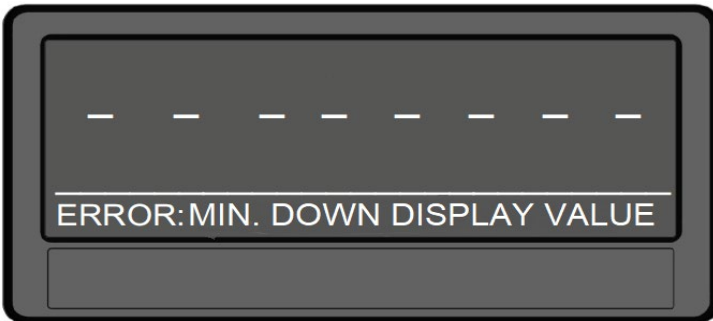 – – – – – – – –
ERROR:MIN. DOWN DISPLAY VALUE